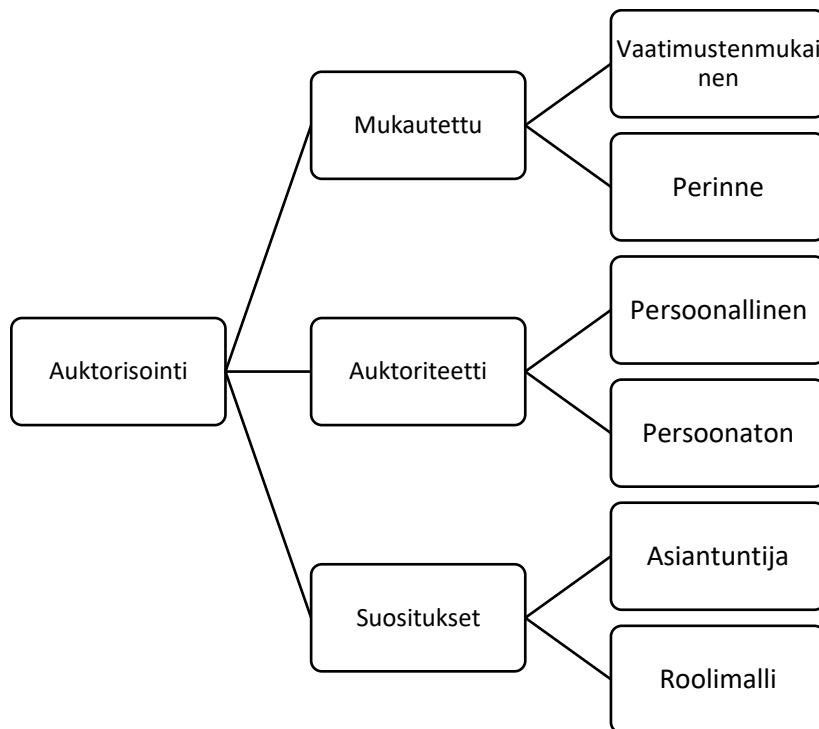 Vaatimustenmukai
nen
Mukautettu
Perinne
Persoonallinen
Auktorisointi
Auktoriteetti
Persoonaton
Asiantuntija
Suositukset
Roolimalli